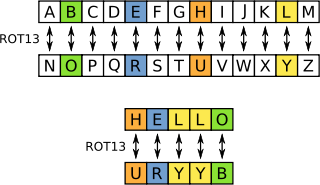 A B C D E F G H I J K L M
ROT13
N O P Q R S T U V W X Y Z
H E L L O
ROT13
U R Y Y B